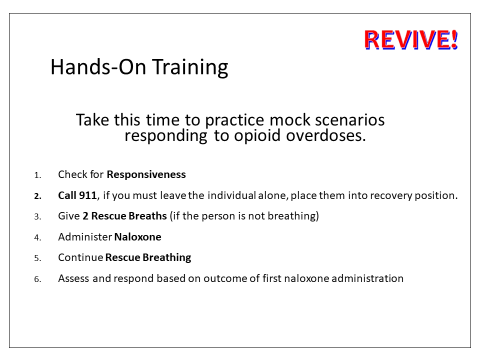 REVIVE!
Hands-On Training
Take this time to practice mock scenarios
responding to opioid overdoses.
1. Check for Responsiveness
2. Call 911, if you must leave the individual alone, place them into recovery position.
3. Give 2 Rescue Breaths (if the person is not breathing)
4. Administer Naloxone
5. Continue Rescue Breathing
6. Assess and respond based on outcome of first naloxone administration